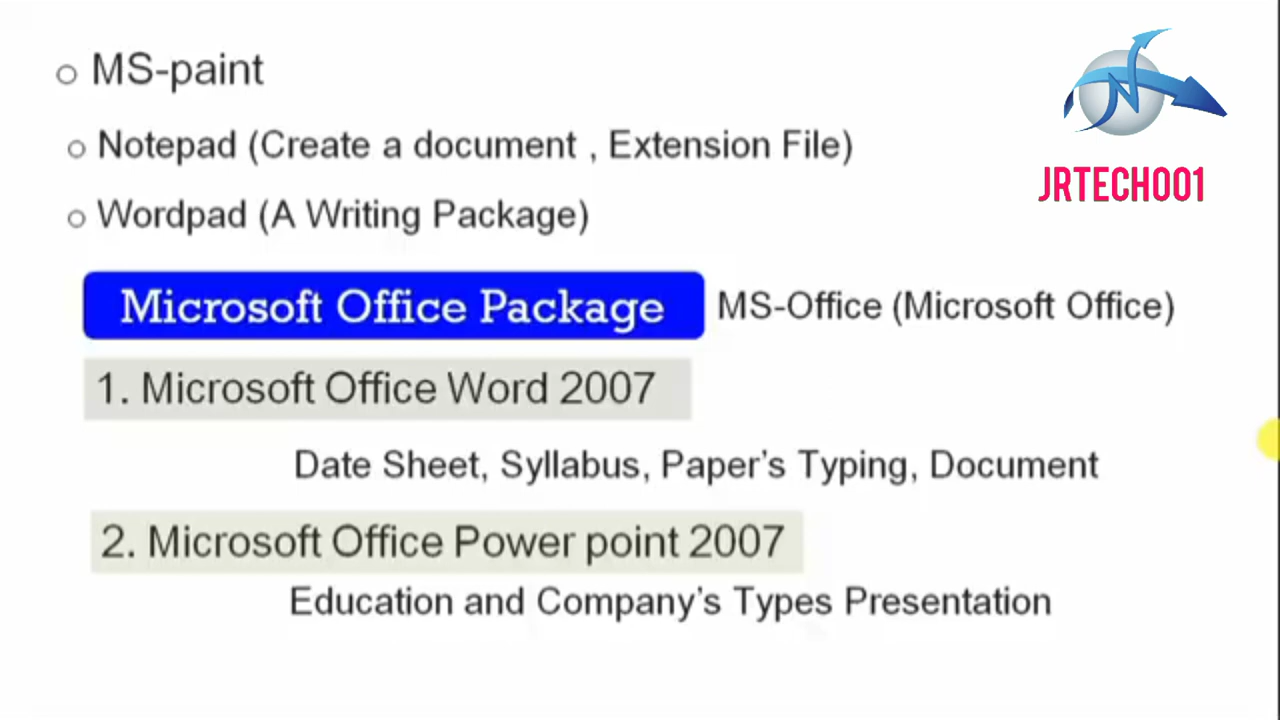 MS-paint
Notepad (Create a document , Extension File)
Wordpad (A Writing Package)
JRTECH001
Microsoft Office Package MS-Office (Microsoft Office)
1. Microsoft Office Word 2007
Date Sheet, Syllabus, Paper’s Typing, Document
2. Microsoft Office Power point 2007
Education and Company’s Types Presentation